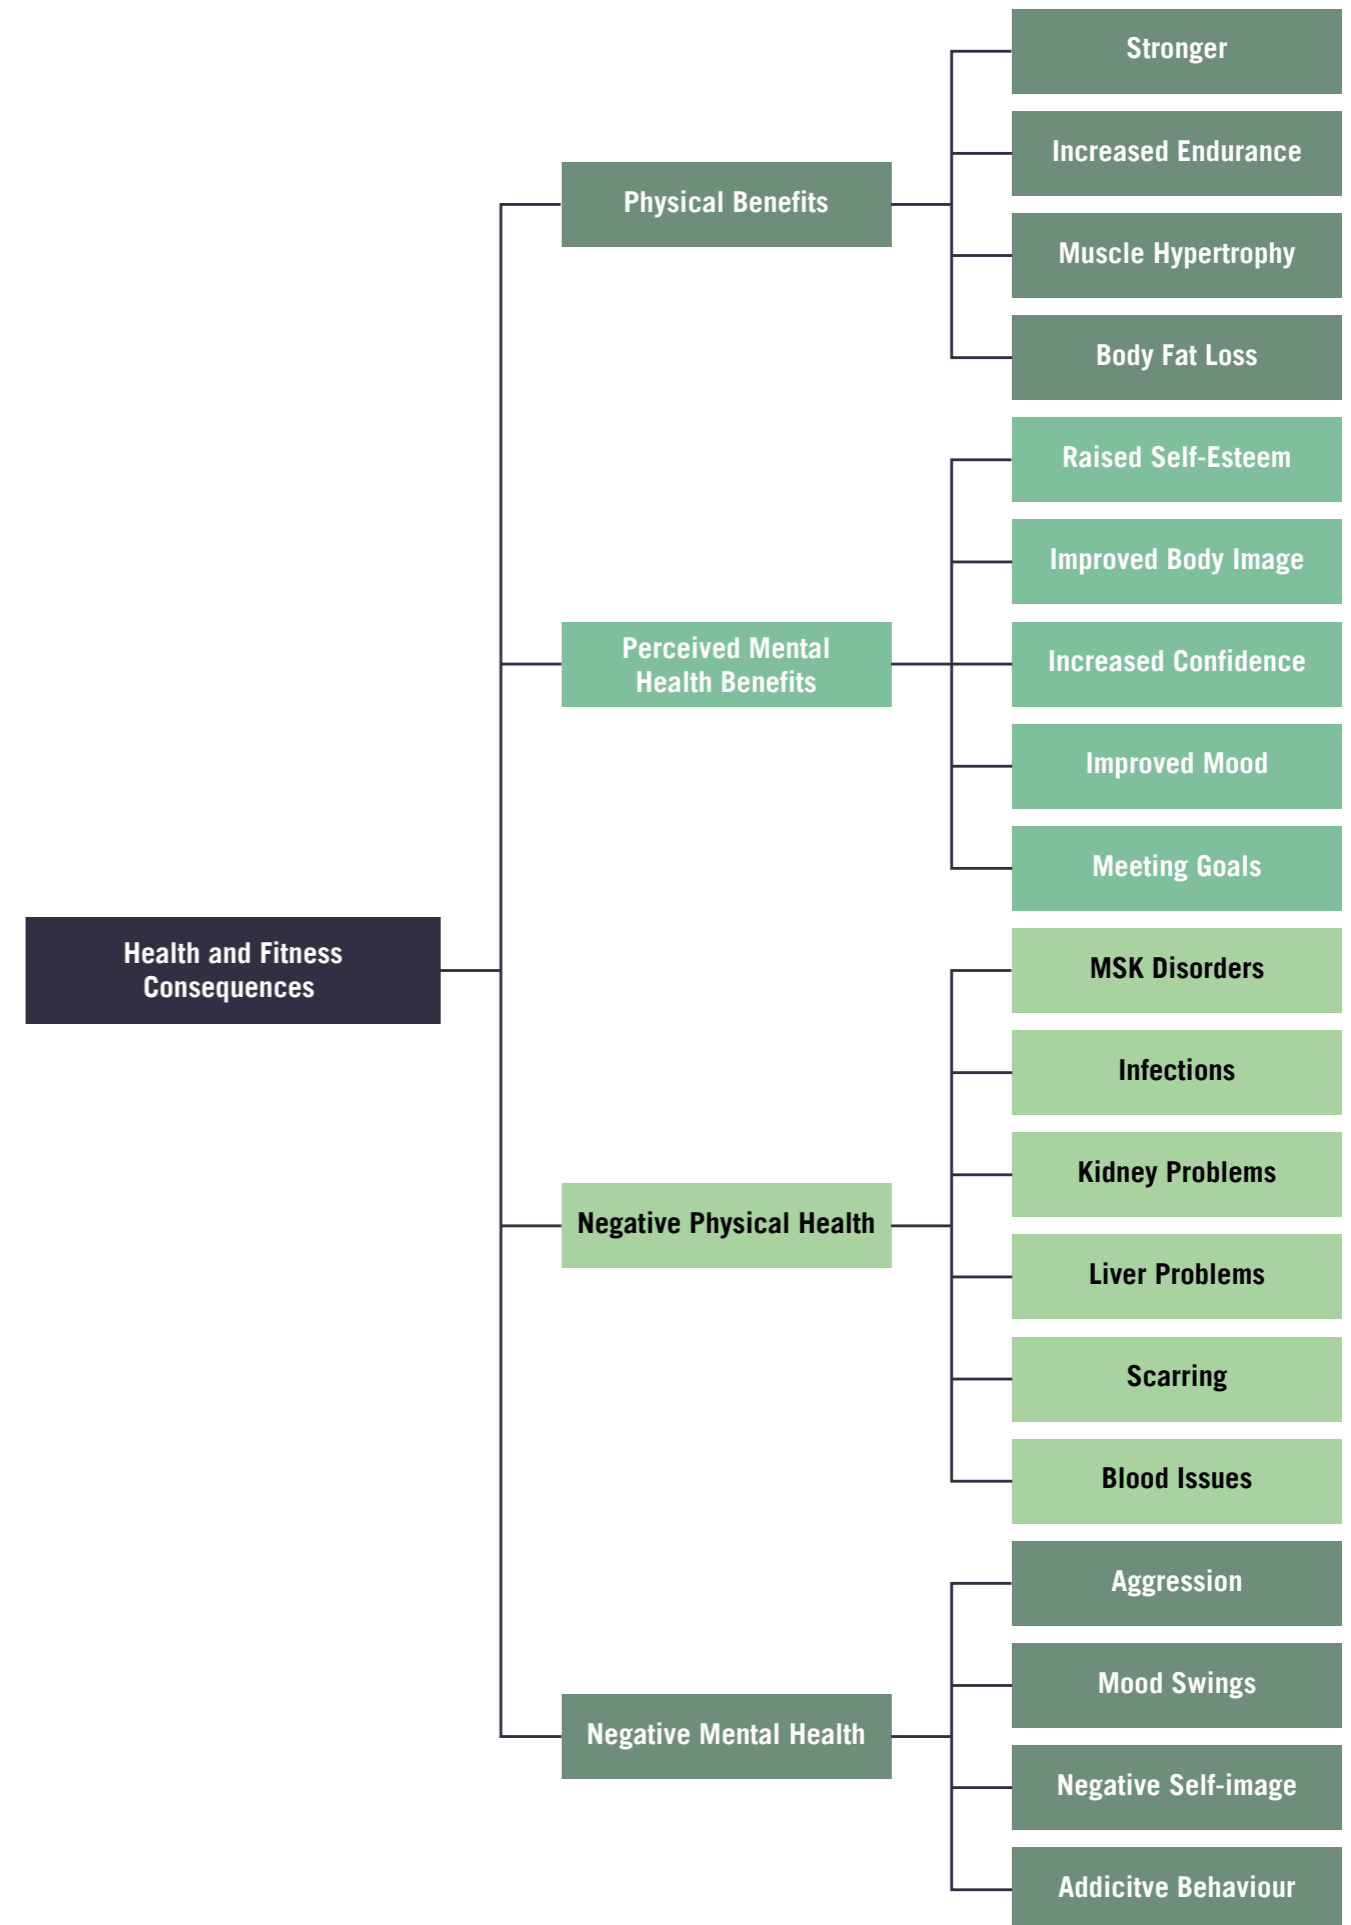 Stronger
Increased Endurance
Physical Benefits
Muscle Hypertrophy
Body Fat Loss
Raised Self-Esteem
Improved Body Image
Perceived Mental
Health Benefits
Increased Confidence
Improved Mood
Meeting Goals
Health and Fitness
Consequences
MSK Disorders
Infections
Kidney Problems
Negative Physical Health
Liver Problems
Scarring
Blood Issues
Aggression
Mood Swings
Negative Mental Health
Negative Self-image
Addicitve Behaviour